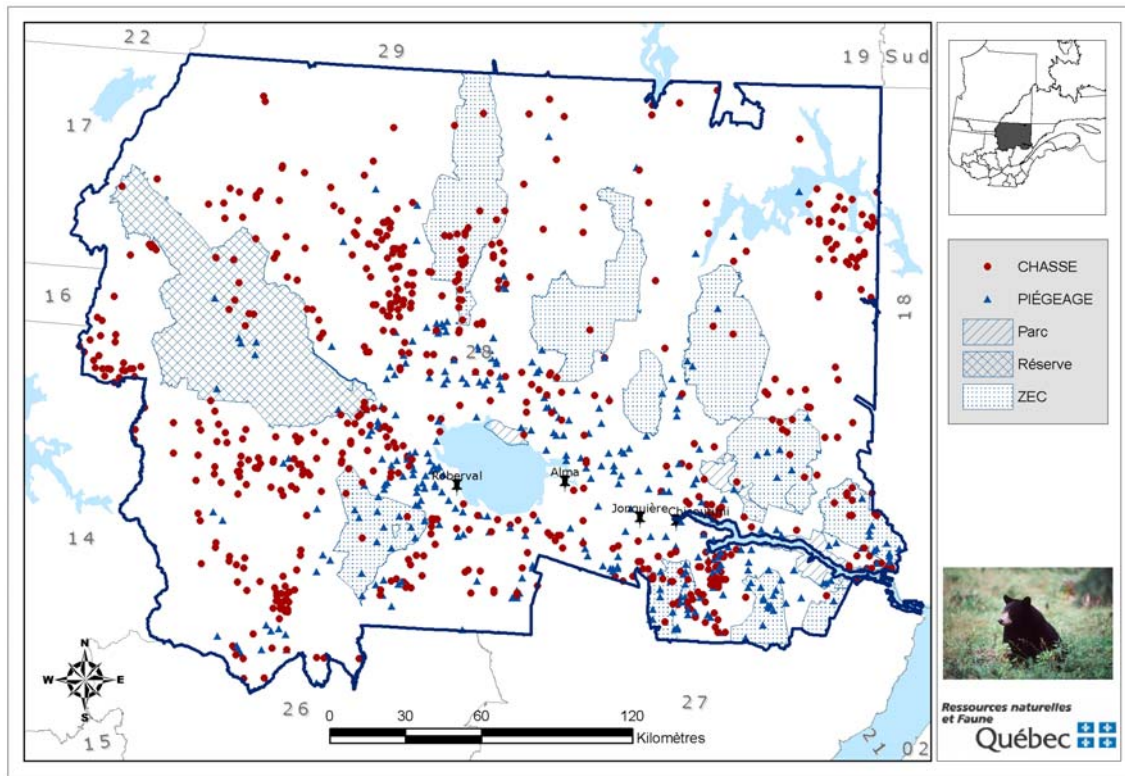 22
29
19 Sud
17
16
18
28
Roberval
Alma
Jonquière
Chicoutimi
14
N
W E
S
26
27
15
21
02
0 30 60 120
Kilomètres
CHASSE
PIÉGEAGE
Parc
Réserve
ZEC
Ressources naturelles
et Faune
Québec